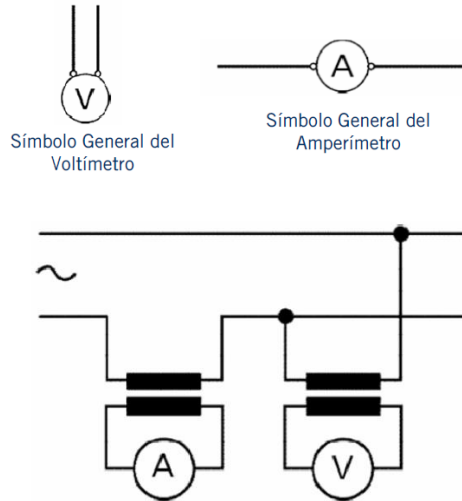 V
A
Símbolo General del
Voltímetro
Símbolo General del
Amperímetro
A
V